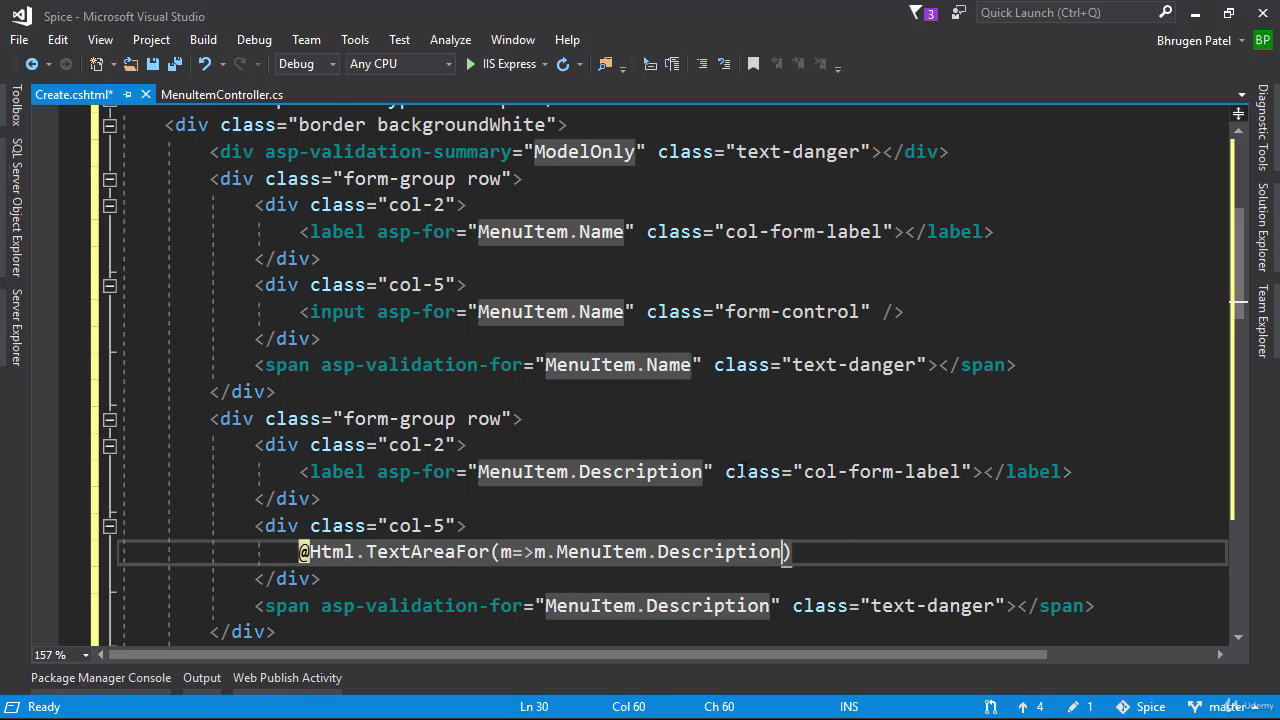 Spice - Microsoft Visual Studio
3
Quick Launch (Ctrl+Q)
File Edit View Project Build Debug Team Tools Test Analyze Window Help
Bhrugen Patel BP
Debug Any CPU IIS Express
Create.cshtml* MenuItemController.cs
Toolbox
SQL Server Object Explorer
Server Explorer
<div class="border backgroundWhite">
<div asp-validation-summary="ModelOnly" class="text-danger"></div>
<div class="form-group row">
<div class="col-2">
<label asp-for="MenuItem.Name" class="col-form-label"></label>
</div>
<div class="col-5">
<input asp-for="MenuItem.Name" class="form-control" />
</div>
<span asp-validation-for="MenuItem.Name" class="text-danger"></span>
</div>
<div class="form-group row">
<div class="col-2">
<label asp-for="MenuItem.Description" class="col-form-label"></label>
</div>
<div class="col-5">
@Html.TextAreaFor(m=>m.MenuItem.Description)
</div>
<span asp-validation-for="MenuItem.Description" class="text-danger"></span>
</div>
Diagnostic Tools
Solution Explorer
Team Explorer
157 %
Package Manager Console Output Web Publish Activity
Ready Ln 30 Col 60 Ch 60 INS 4 1 Spice master
Udemy